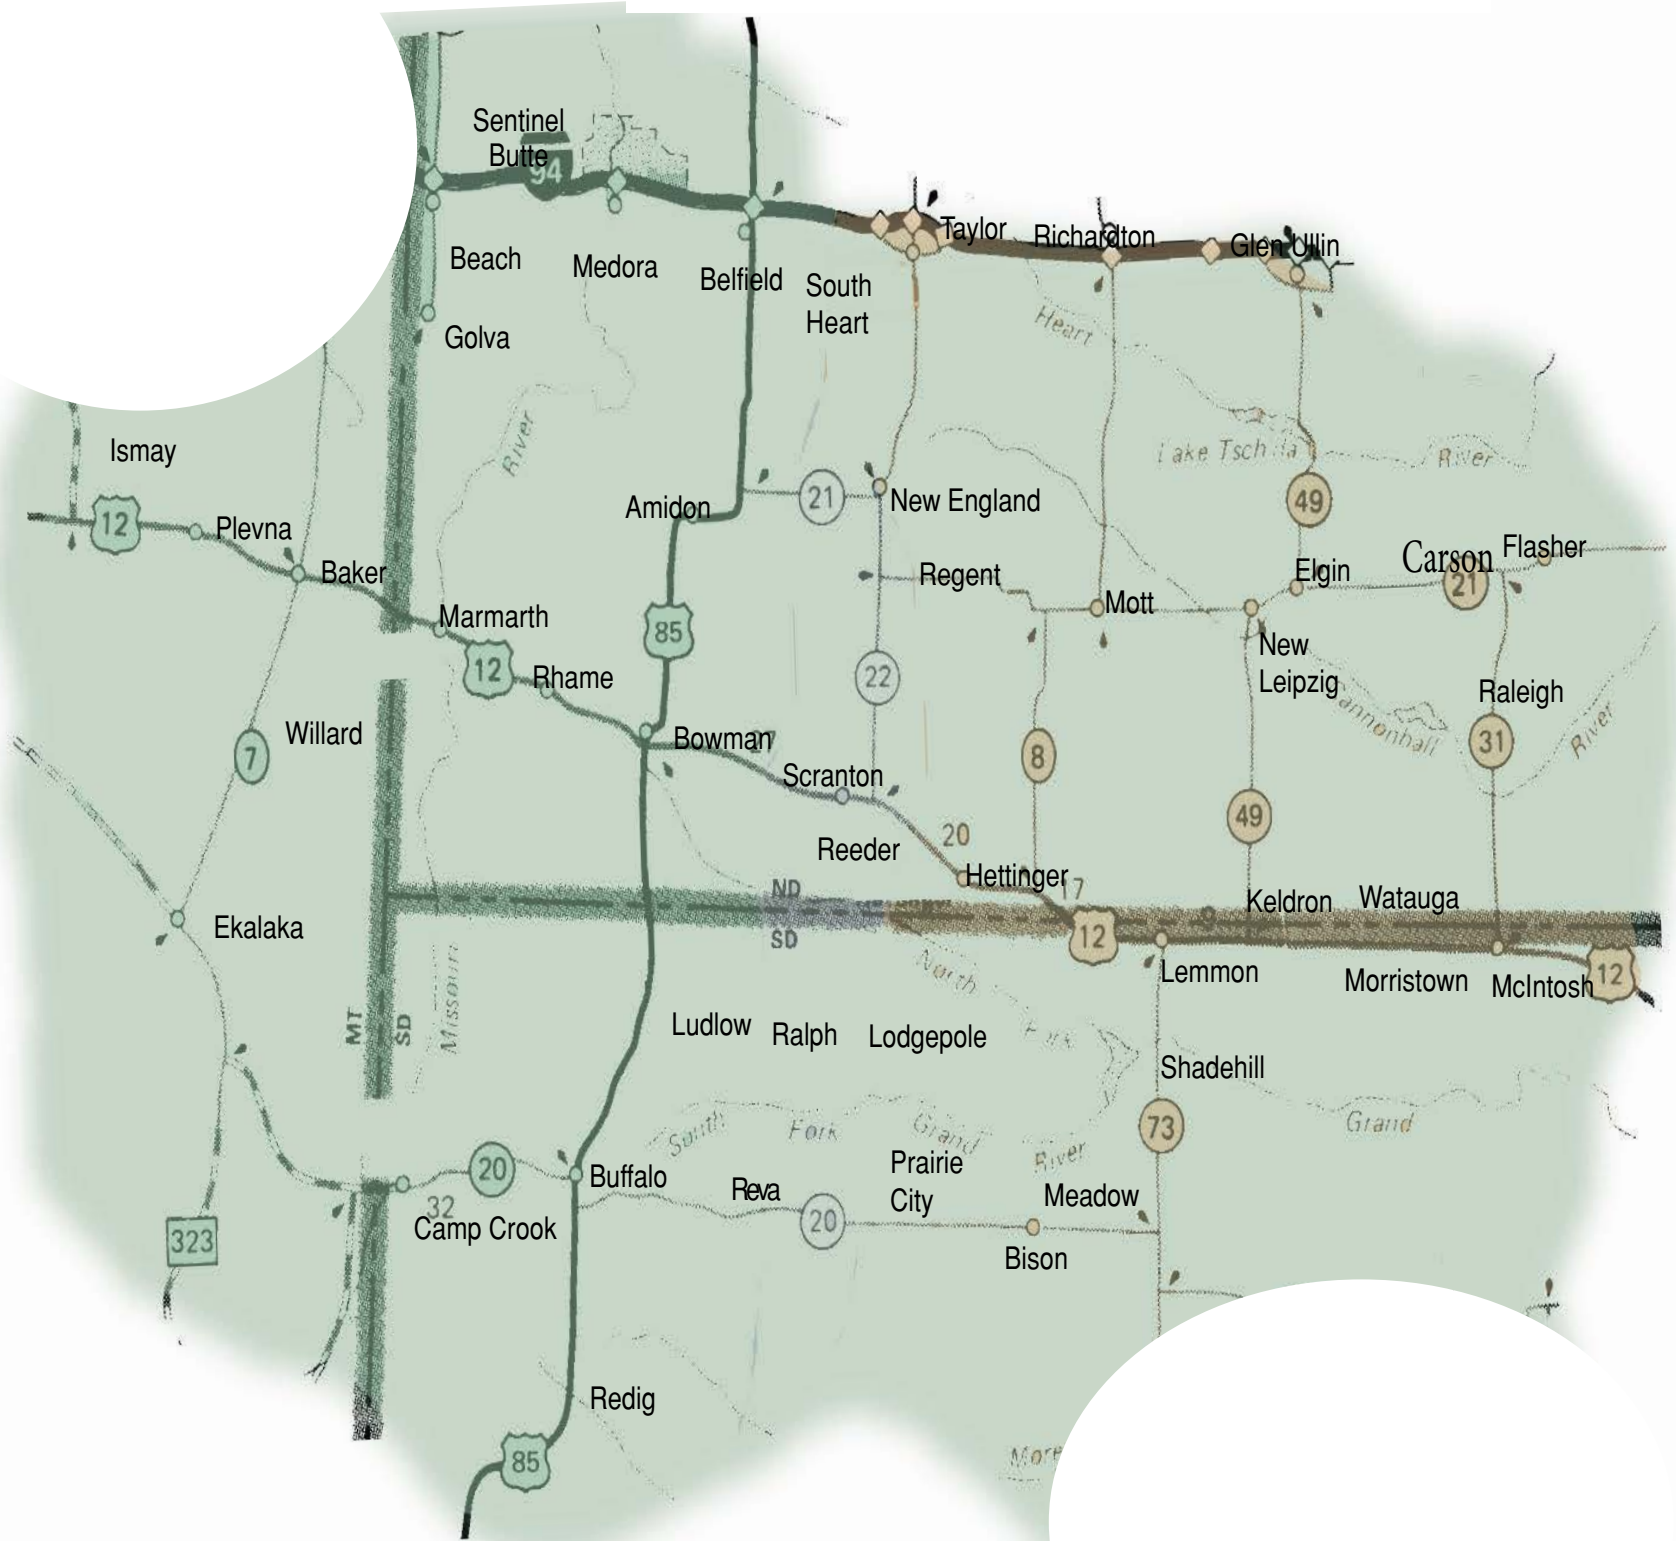 Sentinel
Butte
94
Taylor
Richardton
Glen Ullin
Beach
Medora
Belfield
South
Heart
Golva
Heart
River
Lake Tschida
River
Ismay
12
Plevna
Baker
Amidon
21
New England
49
Carson
Flasher
21
Regent
Elgin
Mott
Marmarth
12
Rhame
85
22
New
Leipzig
Cannonball
River
Raleigh
31
Willard
7
Bowman
27
Scranton
8
49
Reeder
20
Hettinger
17
ND
SD
Keldron
Watauga
12
12
Ekalaka
Lemmon
Morristown
McIntosh
North
Fork
MT
SD
Missouri
Ludlow
Ralph
Lodgepole
Shadehill
South
Fork
Grand
River
Grand
73
20
32
Camp Crook
Buffalo
Reva
20
Prairie
City
Meadow
Bison
323
Redig
85